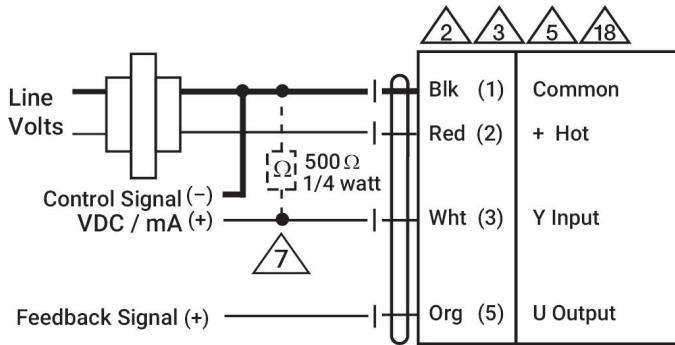 2 3 5 18
Line
Volts
Blk (1) Common
Red (2) + Hot
Ω 500 Ω
1/4 watt
Control Signal (–)
VDC / mA (+)
Wht (3) Y Input
7
Feedback Signal (+)
Org (5) U Output